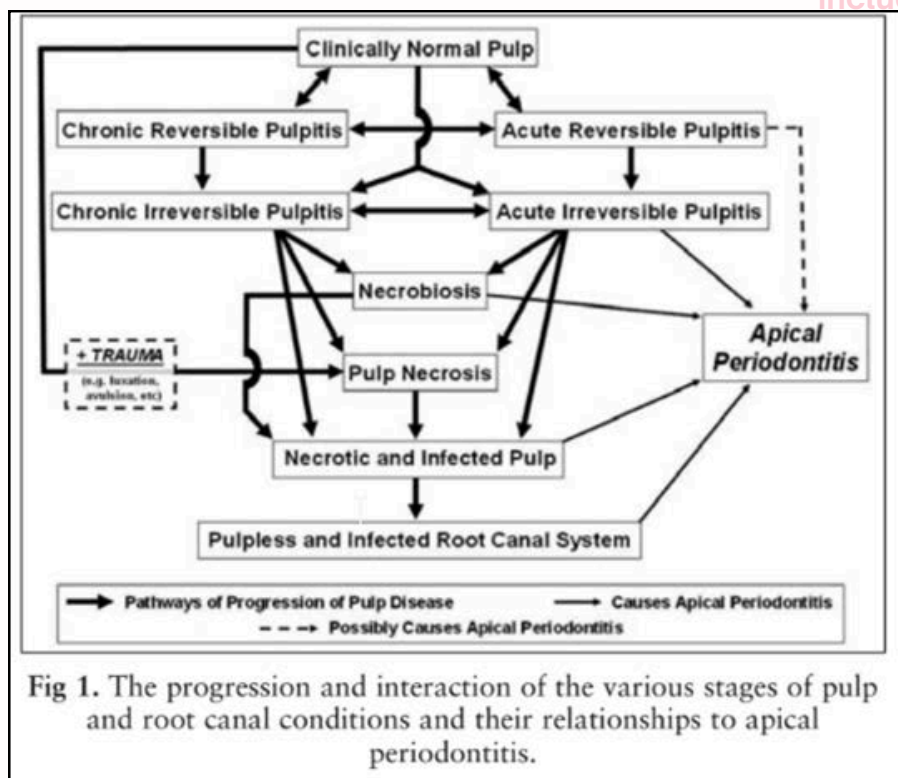 Clinically Normal Pulp
Chronic Reversible Pulpitis
Acute Reversible Pulpitis
Chronic Irreversible Pulpitis
Acute Irreversible Pulpitis
Necrobiosis
Apical
Periodontitis
+ TRAUMA
(e.g. luxation,
avulsion, etc)
Pulp Necrosis
Necrotic and Infected Pulp
Pulpless and Infected Root Canal System
Pathways of Progression of Pulp Disease
Causes Apical Periodontitis
Possibly Causes Apical Periodontitis
Fig 1. The progression and interaction of the various stages of pulp
and root canal conditions and their relationships to apical
periodontitis.